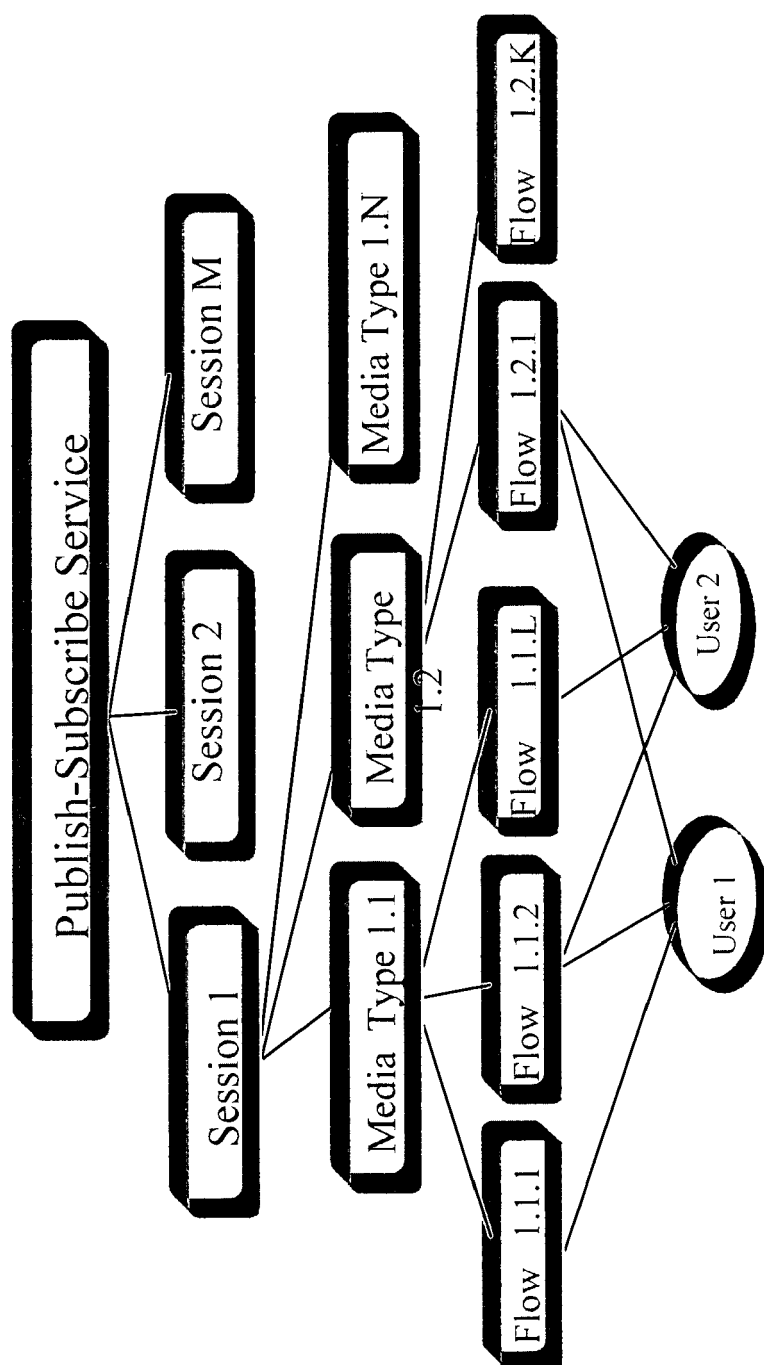 Publish-Subscribe Service
Session 1
Session 2
Session M
Media Type 1.1
Media Type
1.2
Media Type 1.N
Flow 1.1.1
Flow 1.1.2
Flow 1.1.L
Flow 1.2.1
Flow 1.2.K
User 1
User 2